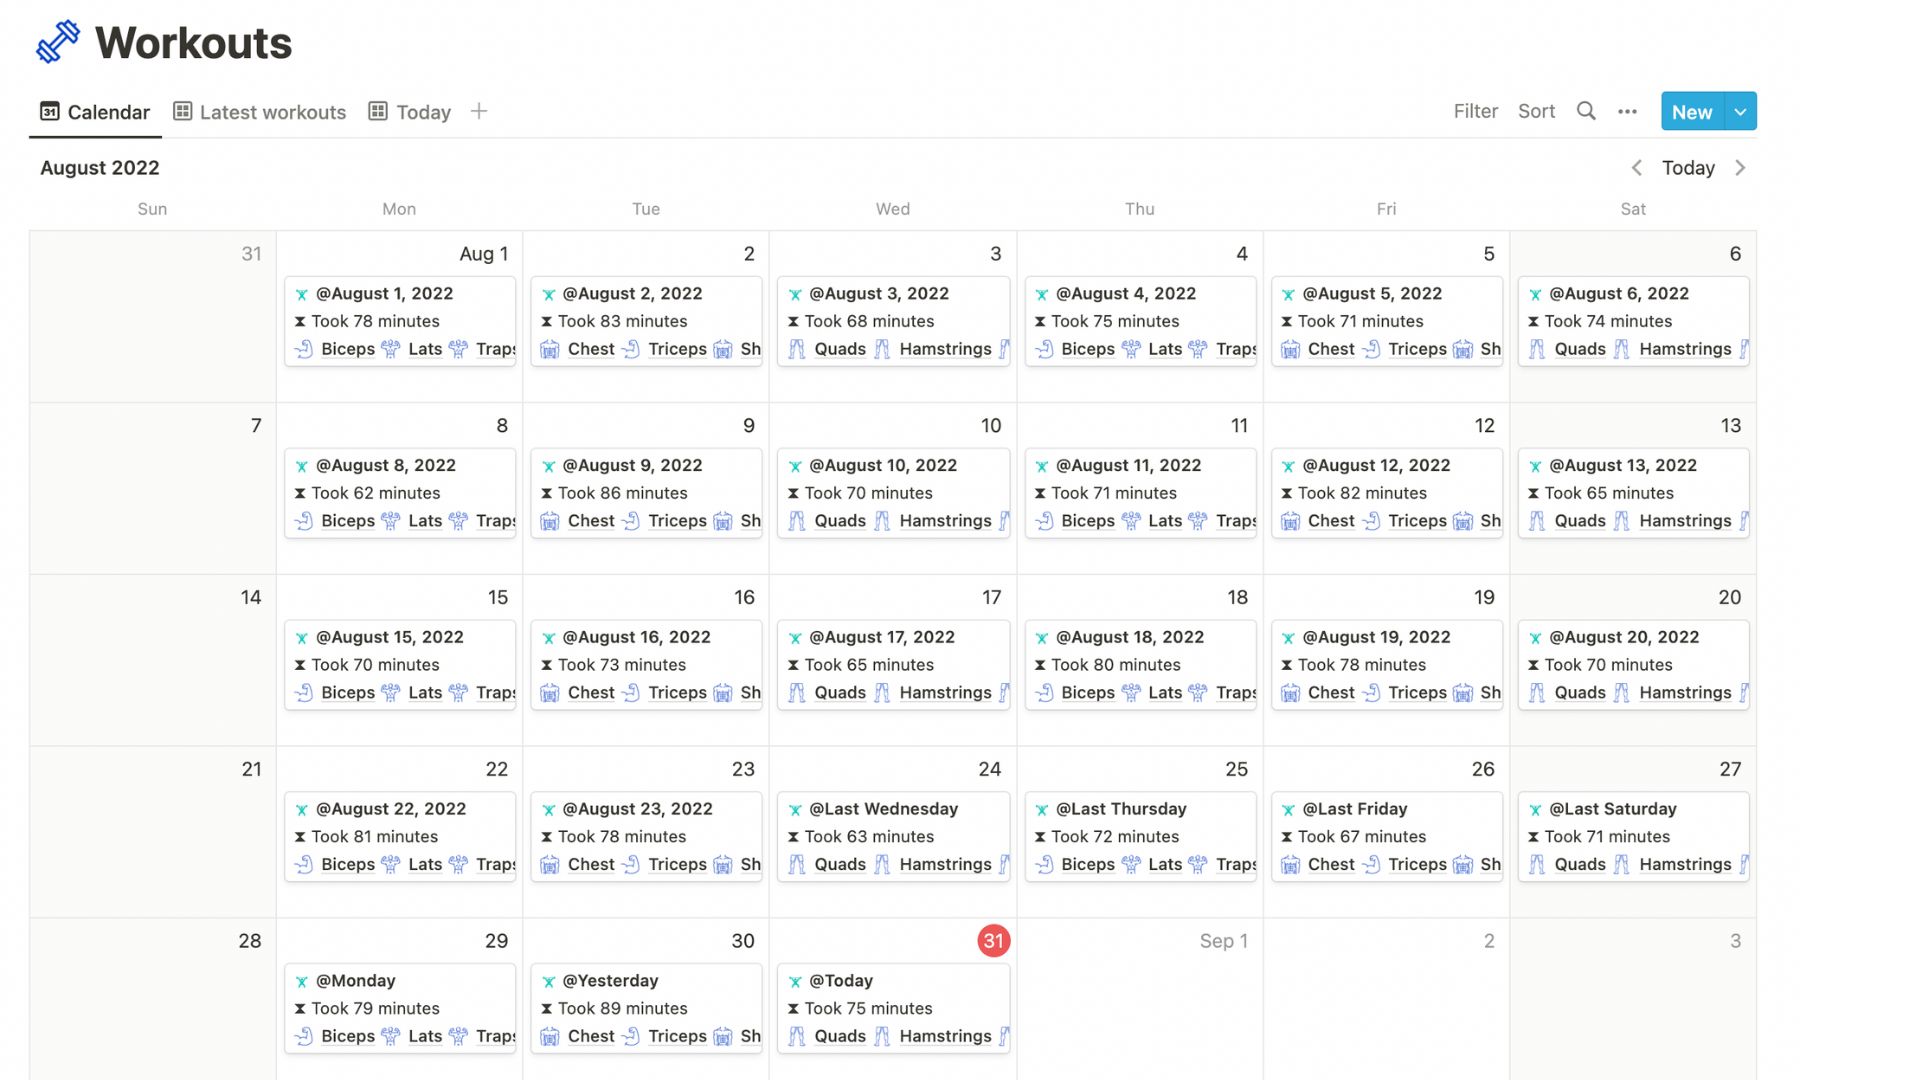 Workouts
Calendar Latest workouts Today Filter Sort New
August 2022 Today
Sun Mon Tue Wed Thu Fri Sat
31 Aug 1 2 3 4 5 6
@August 1, 2022 @August 2, 2022 @August 3, 2022 @August 4, 2022 @August 5, 2022 @August 6, 2022
Took 78 minutes Took 83 minutes Took 68 minutes Took 75 minutes Took 71 minutes Took 74 minutes
Biceps Lats Traps Chest Triceps Sh Quads Hamstrings Biceps Lats Traps Chest Triceps Sh Quads Hamstrings
7 8 9 10 11 12 13
@August 8, 2022 @August 9, 2022 @August 10, 2022 @August 11, 2022 @August 12, 2022 @August 13, 2022
Took 62 minutes Took 86 minutes Took 70 minutes Took 71 minutes Took 82 minutes Took 65 minutes
Biceps Lats Traps Chest Triceps Sh Quads Hamstrings Biceps Lats Traps Chest Triceps Sh Quads Hamstrings
14 15 16 17 18 19 20
@August 15, 2022 @August 16, 2022 @August 17, 2022 @August 18, 2022 @August 19, 2022 @August 20, 2022
Took 70 minutes Took 73 minutes Took 65 minutes Took 80 minutes Took 78 minutes Took 70 minutes
Biceps Lats Traps Chest Triceps Sh Quads Hamstrings Biceps Lats Traps Chest Triceps Sh Quads Hamstrings
21 22 23 24 25 26 27
@August 22, 2022 @August 23, 2022 @Last Wednesday @Last Thursday @Last Friday @Last Saturday
Took 81 minutes Took 78 minutes Took 63 minutes Took 72 minutes Took 67 minutes Took 71 minutes
Biceps Lats Traps Chest Triceps Sh Quads Hamstrings Biceps Lats Traps Chest Triceps Sh Quads Hamstrings
28 29 30 31 Sep 1 2 3
@Monday @Yesterday @Today
Took 79 minutes Took 89 minutes Took 75 minutes
Biceps Lats Traps Chest Triceps Sh Quads Hamstrings